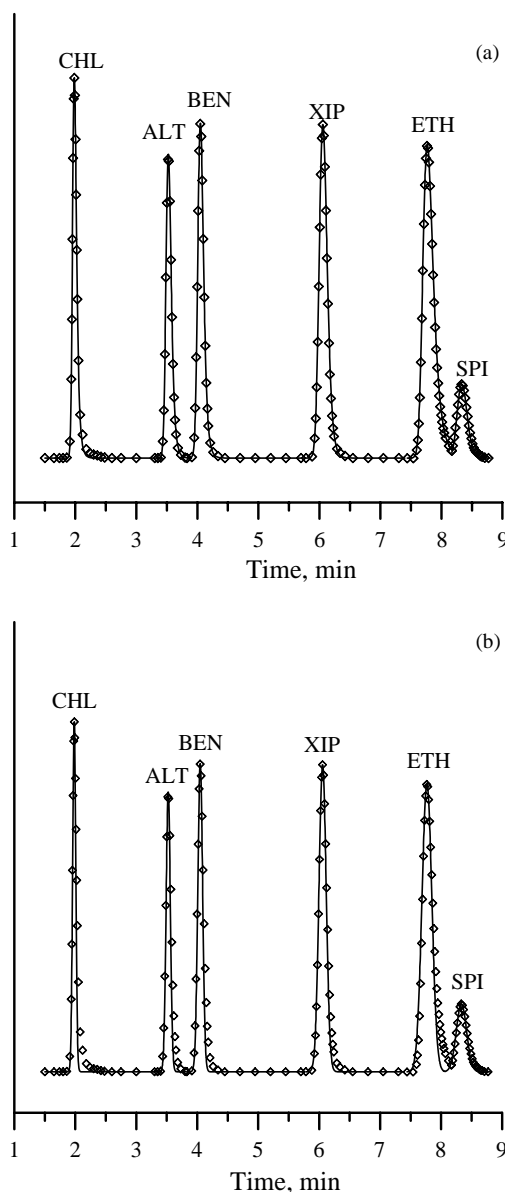 (a)
CHL
BEN
ALT
XIP
ETH
SPI
1 2 3 4 5 6 7 8 9
Time, min
(b)
CHL
BEN
XIP
ETH
ALT
SPI
1 2 3 4 5 6 7 8 9
Time, min